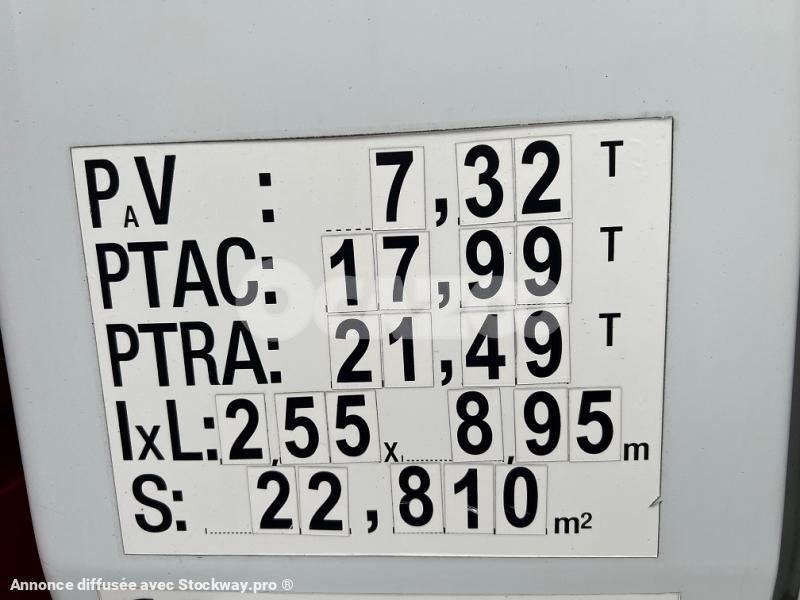 PAV : 7,32 T
PTAC: 17,99 T
PTRA: 21,49 T
lxL: 2,55 x 8,95 m
S: 22,810 m²
Annonce diffusée avec Stockway.pro ®